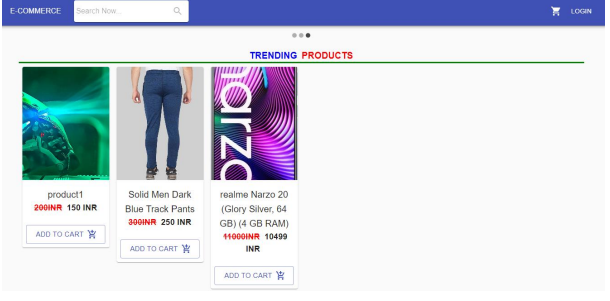 E-COMMERCE Search Now... LOGIN
TRENDING PRODUCTS
narzo
product1
200INR 150 INR
ADD TO CART
Solid Men Dark
Blue Track Pants
300INR 250 INR
ADD TO CART
realme Narzo 20
(Glory Silver, 64
GB) (4 GB RAM)
11000INR 10499
INR
ADD TO CART